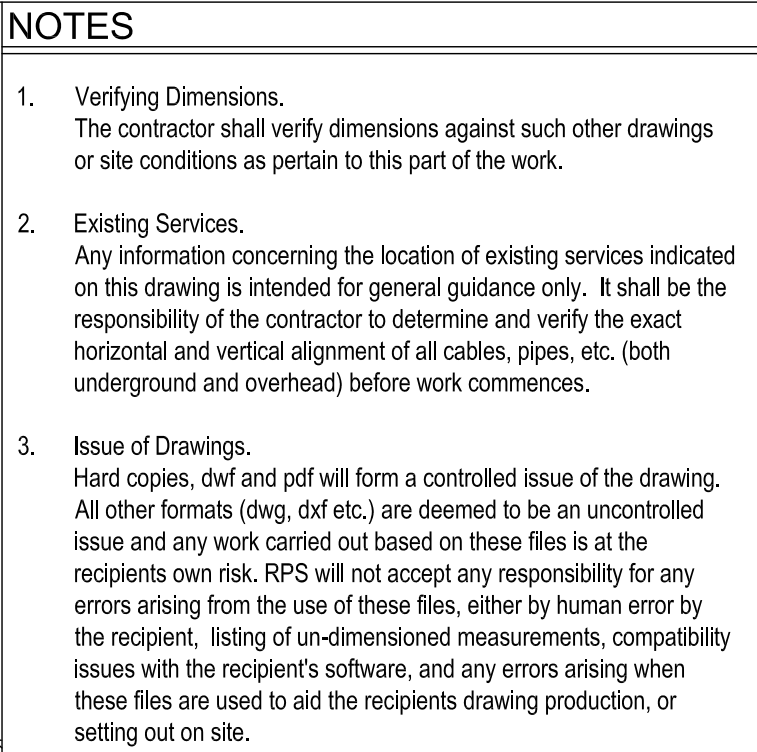 NOTES
1. Verifying Dimensions.
The contractor shall verify dimensions against such other drawings
or site conditions as pertain to this part of the work.
2. Existing Services.
Any information concerning the location of existing services indicated
on this drawing is intended for general guidance only. It shall be the
responsibility of the contractor to determine and verify the exact
horizontal and vertical alignment of all cables, pipes, etc. (both
underground and overhead) before work commences.
3. Issue of Drawings.
Hard copies, dwf and pdf will form a controlled issue of the drawing.
All other formats (dwg, dxf etc.) are deemed to be an uncontrolled
issue and any work carried out based on these files is at the
recipients own risk. RPS will not accept any responsibility for any
errors arising from the use of these files, either by human error by
the recipient, listing of un-dimensioned measurements, compatibility
issues with the recipient's software, and any errors arising when
these files are used to aid the recipients drawing production, or
setting out on site.